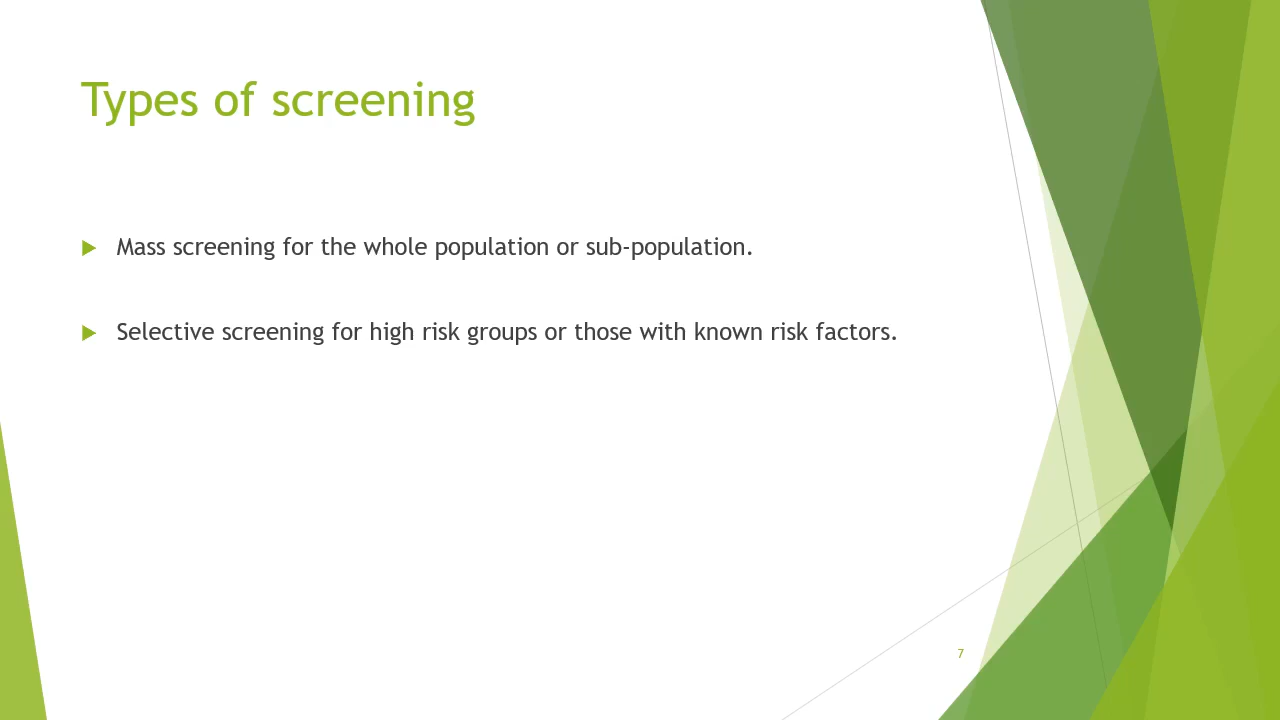 Types of screening
Mass screening for the whole population or sub-population.
Selective screening for high risk groups or those with known risk factors.
7